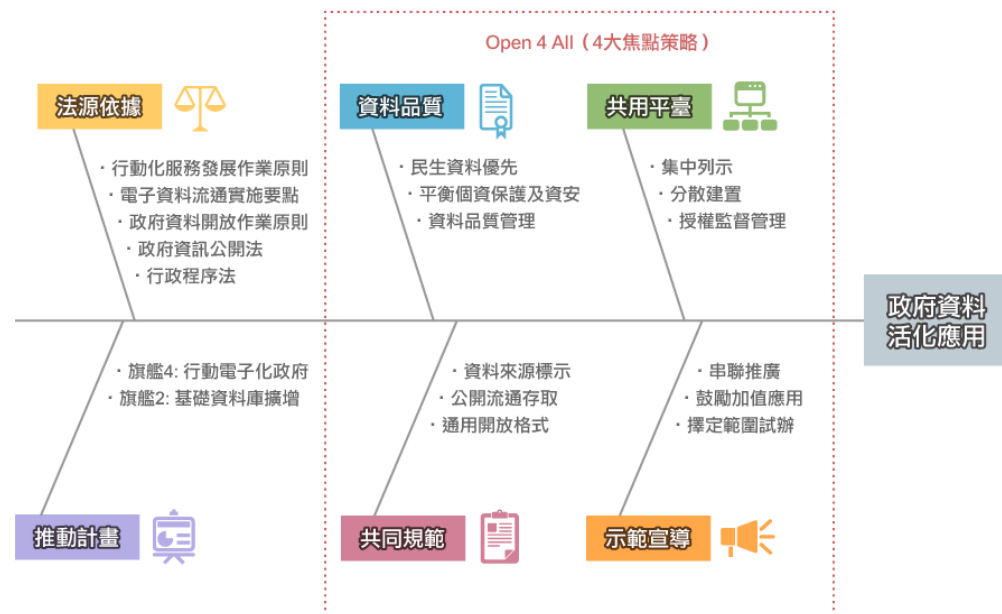 Open 4 All（4大焦點策略）
法源依據
・行動化服務發展作業原則
・電子資料流通實施要點
・政府資料開放作業原則
・政府資訊公開法
・行政程序法
資料品質
・民生資料優先
・平衡個資保護及資安
・資料品質管理
共用平臺
・集中列示
・分散建置
・授權監督管理
政府資料
活化應用
・旗艦4: 行動電子化政府
・旗艦2: 基礎資料庫擴增
推動計畫
・資料來源標示
・公開流通存取
・通用開放格式
共同規範
・串聯推廣
・鼓勵加值應用
・擇定範圍試辦
示範宣導